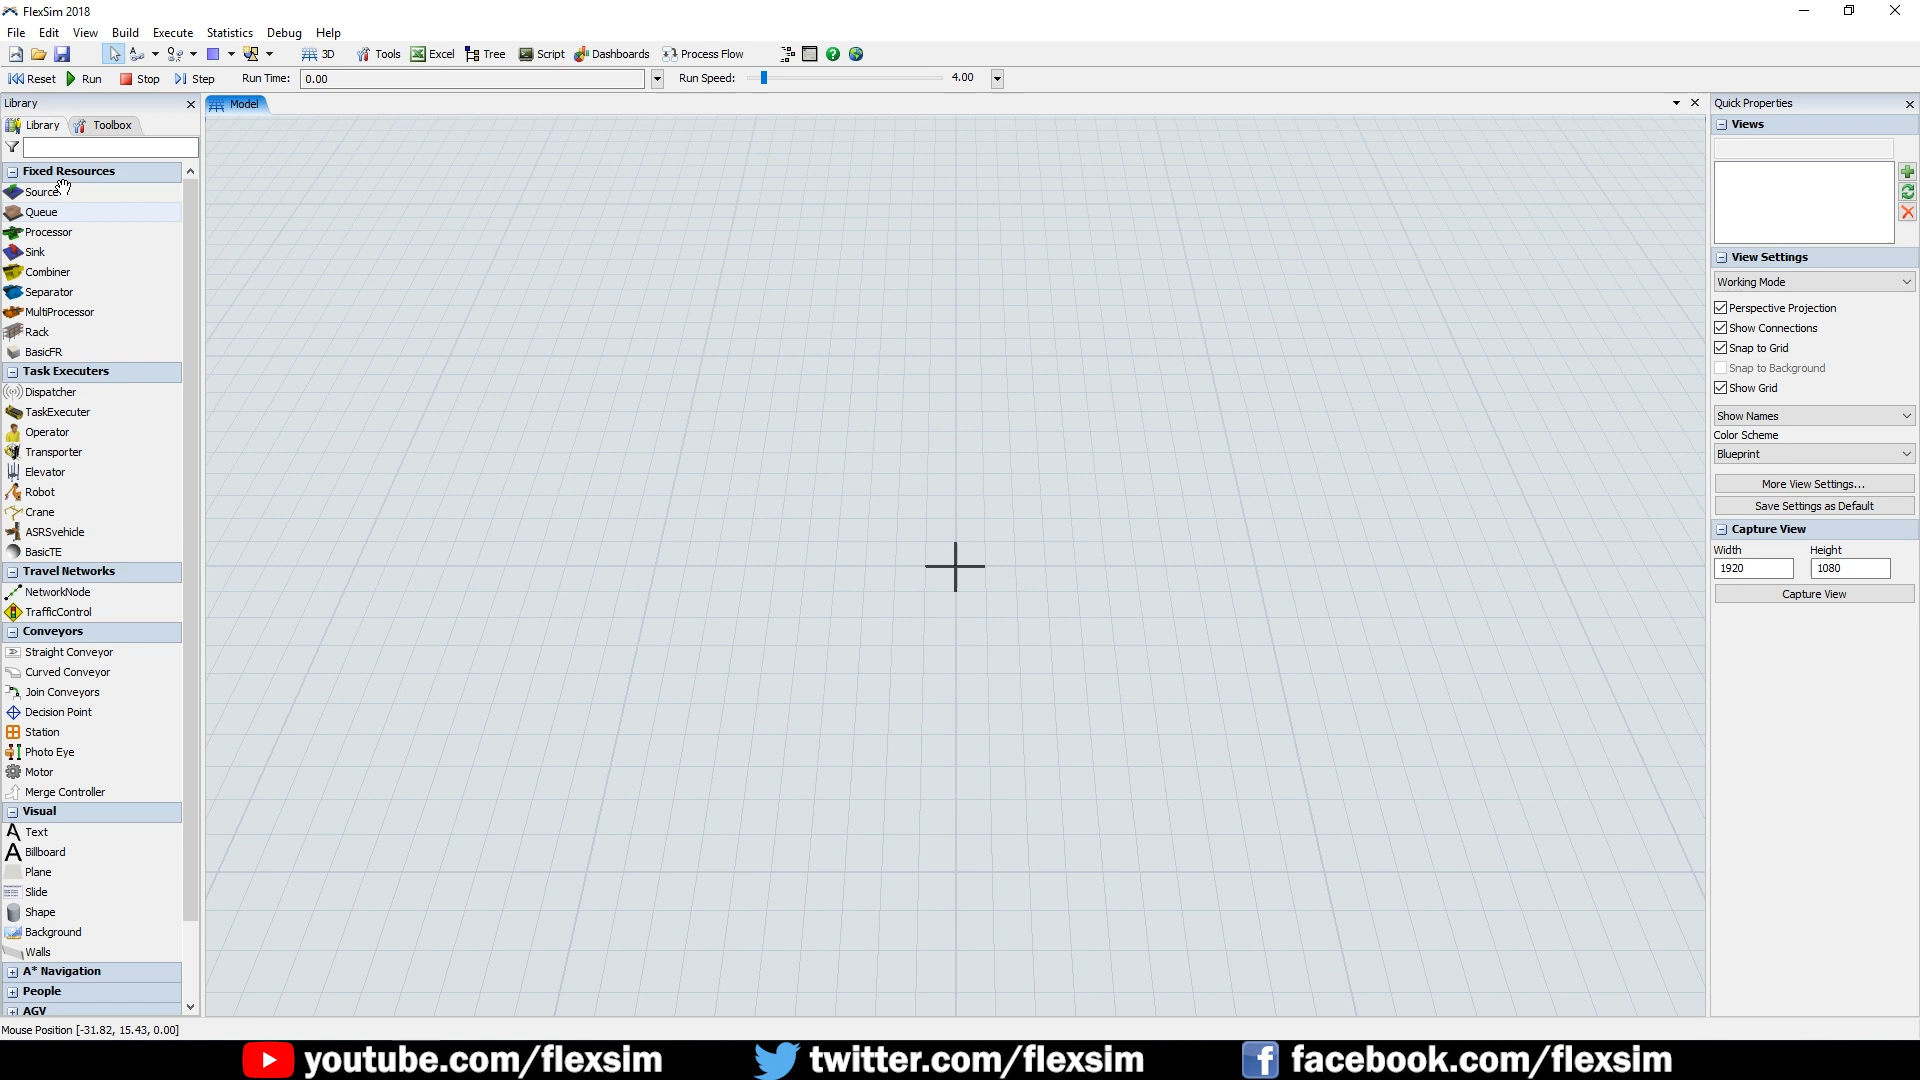 FlexSim 2018
File Edit View Build Execute Statistics Debug Help
3D Tools Excel Tree Script Dashboards Process Flow
Reset Run Stop Step Run Time: 0.00 Run Speed: 4.00
Library
Library Toolbox
Fixed Resources
Source
Queue
Processor
Sink
Combiner
Separator
MultiProcessor
Rack
BasicFR
Task Executers
Dispatcher
TaskExecuter
Operator
Transporter
Elevator
Robot
Crane
ASRSvehicle
BasicTE
Travel Networks
NetworkNode
TrafficControl
Conveyors
Straight Conveyor
Curved Conveyor
Join Conveyors
Decision Point
Station
Photo Eye
Motor
Merge Controller
Visual
Text
Billboard
Plane
Slide
Shape
Background
Walls
A* Navigation
People
AGV
Model
Quick Properties
Views
View Settings
Working Mode
Perspective Projection
Show Connections
Snap to Grid
Snap to Background
Show Grid
Show Names
Color Scheme
Blueprint
More View Settings...
Save Settings as Default
Capture View
Width Height
1920 1080
Capture View
Mouse Position [-31.82, 15.43, 0.00]
youtube.com/flexsim twitter.com/flexsim facebook.com/flexsim